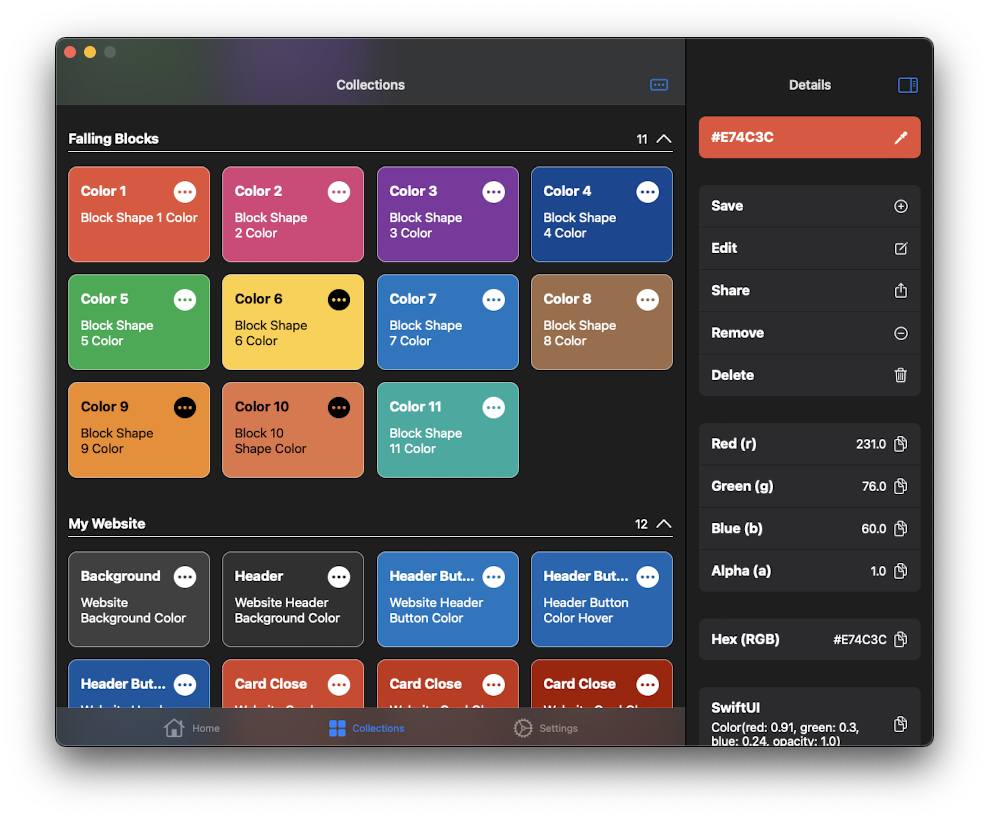 Collections
Falling Blocks
11
Color 1
Block Shape 1 Color
Color 2
Block Shape
2 Color
Color 3
Block Shape
3 Color
Color 4
Block Shape
4 Color
Color 5
Block Shape
5 Color
Color 6
Block Shape
6 Color
Color 7
Block Shape
7 Color
Color 8
Block Shape
8 Color
Color 9
Block Shape
9 Color
Color 10
Block 10
Shape Color
Color 11
Block Shape
11 Color
My Website
12
Background
Website
Background Color
Header
Website Header
Background Color
Header But...
Website Header
Button Color
Header But...
Header Button
Color Hover
Header But...
Card Close
Card Close
Card Close
Home
Collections
Settings
Details
#E74C3C
Save
Edit
Share
Remove
Delete
Red (r) 231.0
Green (g) 76.0
Blue (b) 60.0
Alpha (a) 1.0
Hex (RGB) #E74C3C
SwiftUI
Color(red: 0.91, green: 0.3,
blue: 0.24, opacity: 1.0)